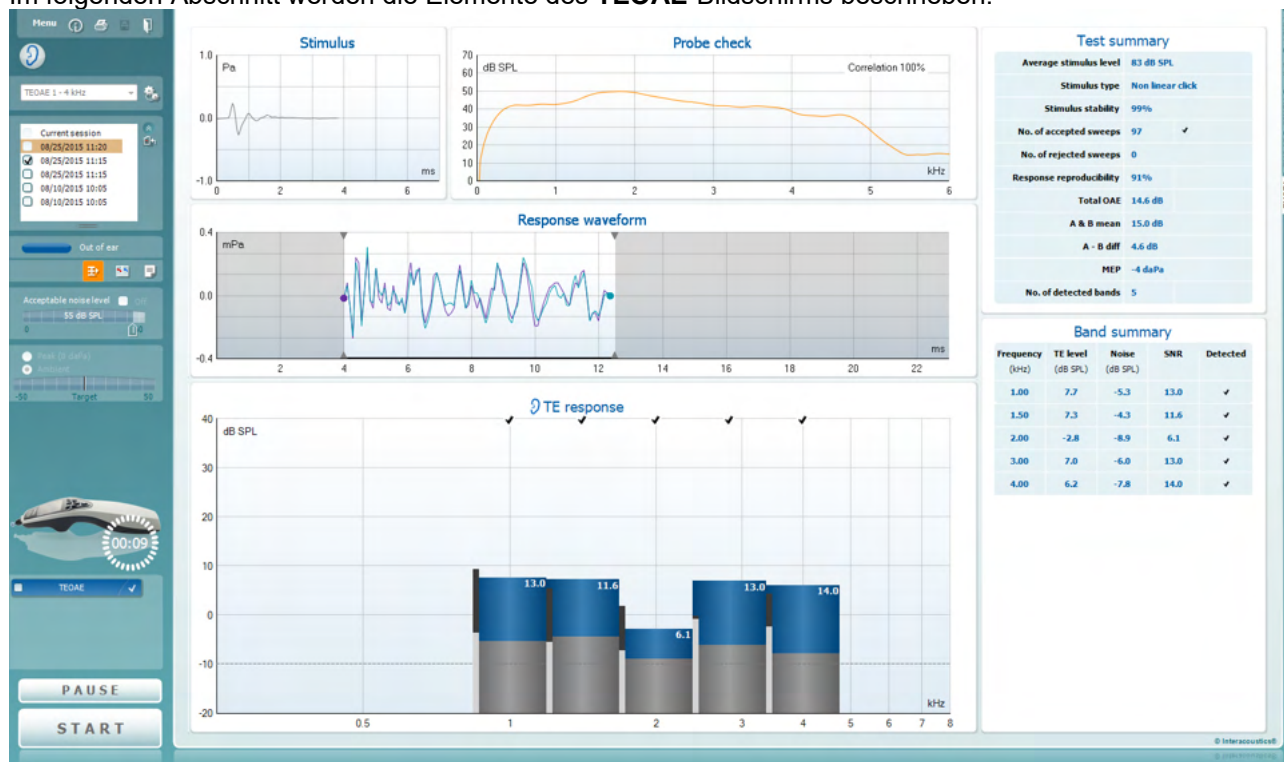 Im folgenden Abschnitt werden die Elemente des TEOAE-Bildschirms beschrieben.
Menu
TEOAE 1 - 4 kHz
Current session
08/25/2015 11:20
08/25/2015 11:15
08/25/2015 11:15
08/10/2015 10:05
08/10/2015 10:05
Out of ear
Acceptable noise level Off
55 dB SPL
0
Peak (0 daPa)
Ambient
-50 Target 50
00:09
TEOAE
PAUSE
START
Stimulus
1.0
Pa
0.0
-1.0
ms
0 2 4 6
Probe check
70
dB SPL
Correlation 100%
60
50
40
30
20
10
0
kHz
0 1 2 3 4 5 6
Response waveform
0.4
mPa
0.0
-0.4
ms
2 4 6 8 10 12 14 16 18 20 22
TE response
40
dB SPL
30
20
10
0
-10
-20
13.0 11.6 6.1 13.0 14.0
kHz
0.5 1 2 3 4 5 6 7 8
Test summary
Average stimulus level 83 dB SPL
Stimulus type Non linear click
Stimulus stability 99%
No. of accepted sweeps 97
No. of rejected sweeps 0
Response reproducibility 91%
Total OAE 14.6 dB
A & B mean 15.0 dB
A - B diff 4.6 dB
MEP -4 daPa
No. of detected bands 5
Band summary
Frequency TE level Noise SNR Detected
(kHz) (dB SPL) (dB SPL)
1.00 7.7 -5.3 13.0
1.50 7.3 -4.3 11.6
2.00 -2.8 -8.9 6.1
3.00 7.0 -6.0 13.0
4.00 6.2 -7.8 14.0
© Interacoustics®